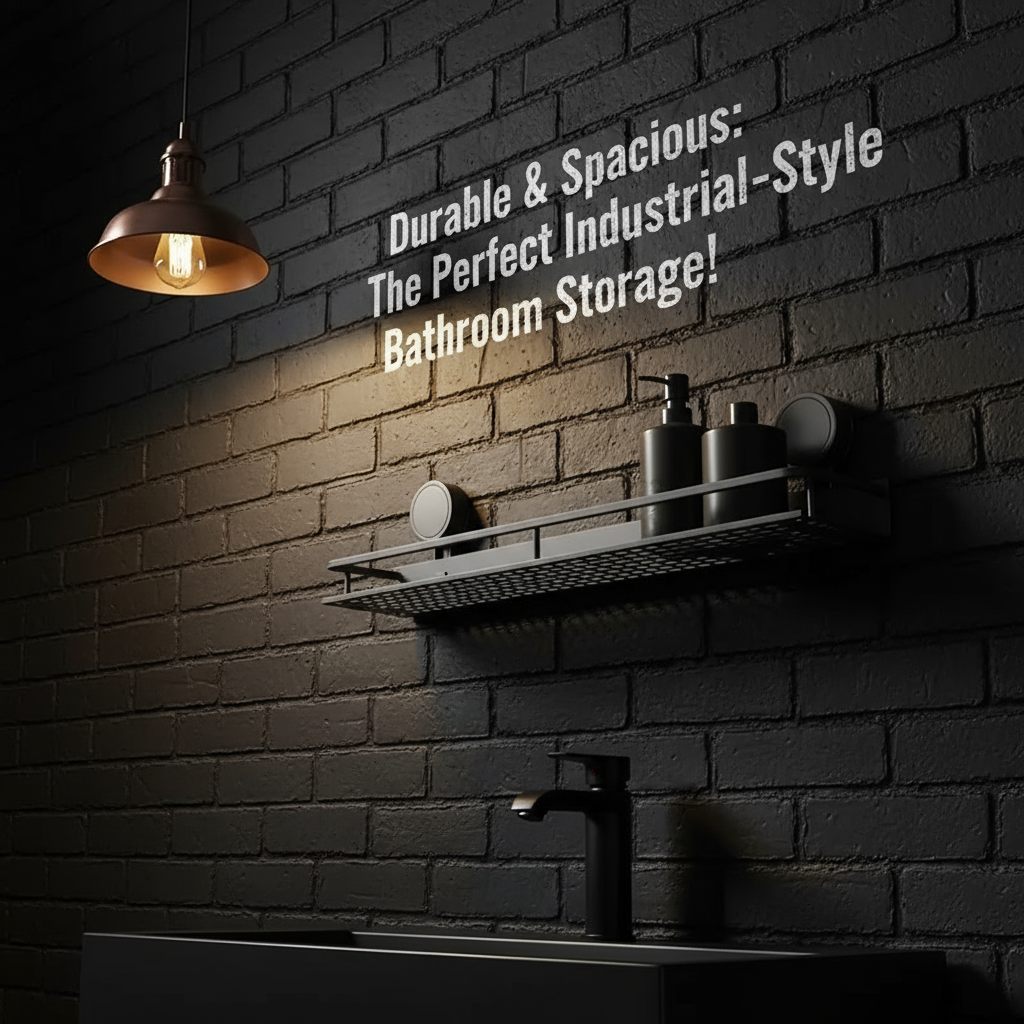 Durable & Spacious:
The Perfect Industrial-Style
Bathroom Storage!